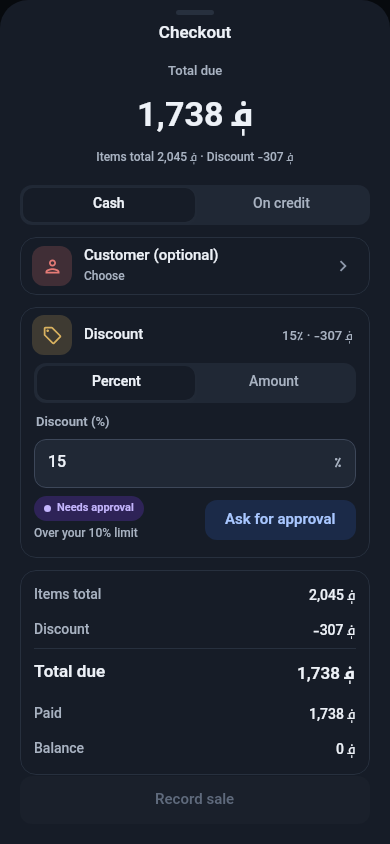 Checkout
Total due
1,738 ؋
Items total 2,045 ؋ · Discount -307 ؋
Cash
On credit
Customer (optional)
Choose
Discount
15٪ · -307 ؋
Percent
Amount
Discount (%)
15
٪
Needs approval
Over your 10% limit
Ask for approval
Items total
2,045 ؋
Discount
-307 ؋
Total due
1,738 ؋
Paid
1,738 ؋
Balance
0 ؋
Record sale